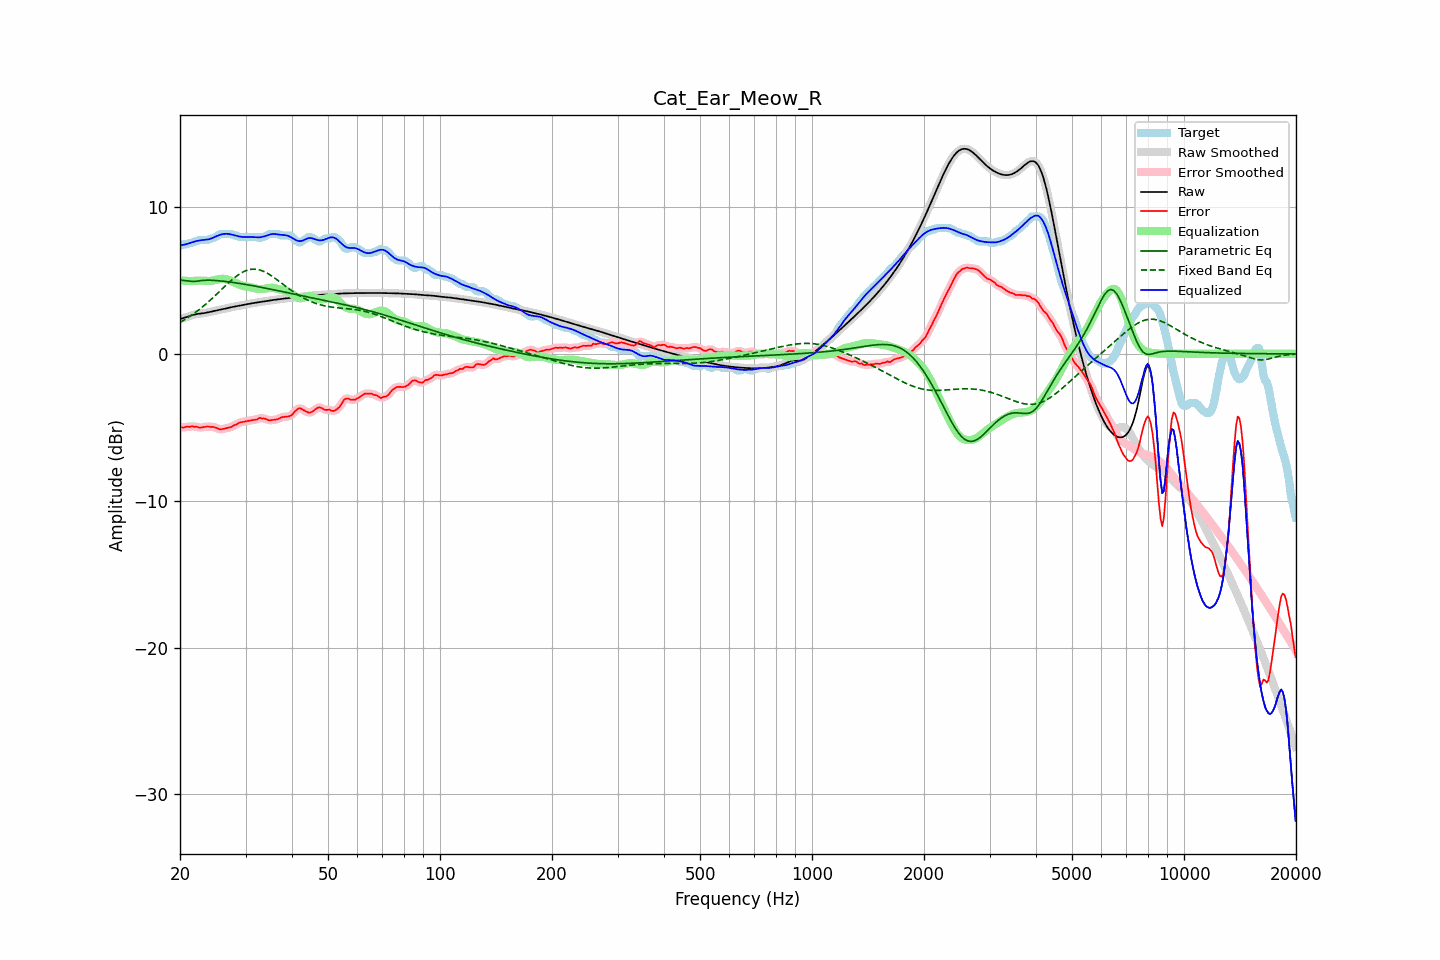 Cat_Ear_Meow_R
Target
Raw Smoothed
Error Smoothed
Raw
Error
Equalization
Parametric Eq
Fixed Band Eq
Equalized
Amplitude (dBr)
10
0
−10
−20
−30
20 50 100 200 500 1000 2000 5000 10000 20000
Frequency (Hz)